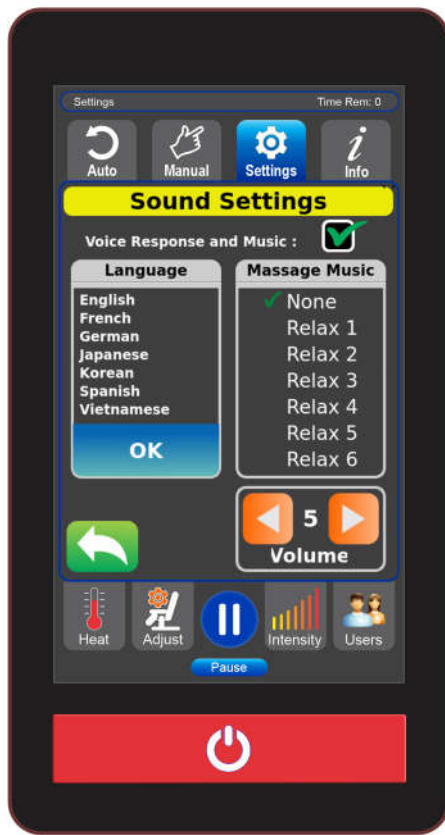 Settings Time Rem: 0
Auto Manual Settings Info
Sound Settings
Voice Response and Music :
Language
English
French
German
Japanese
Korean
Spanish
Vietnamese
OK
Massage Music
None
Relax 1
Relax 2
Relax 3
Relax 4
Relax 5
Relax 6
5
Volume
Heat Adjust Intensity Users
Pause